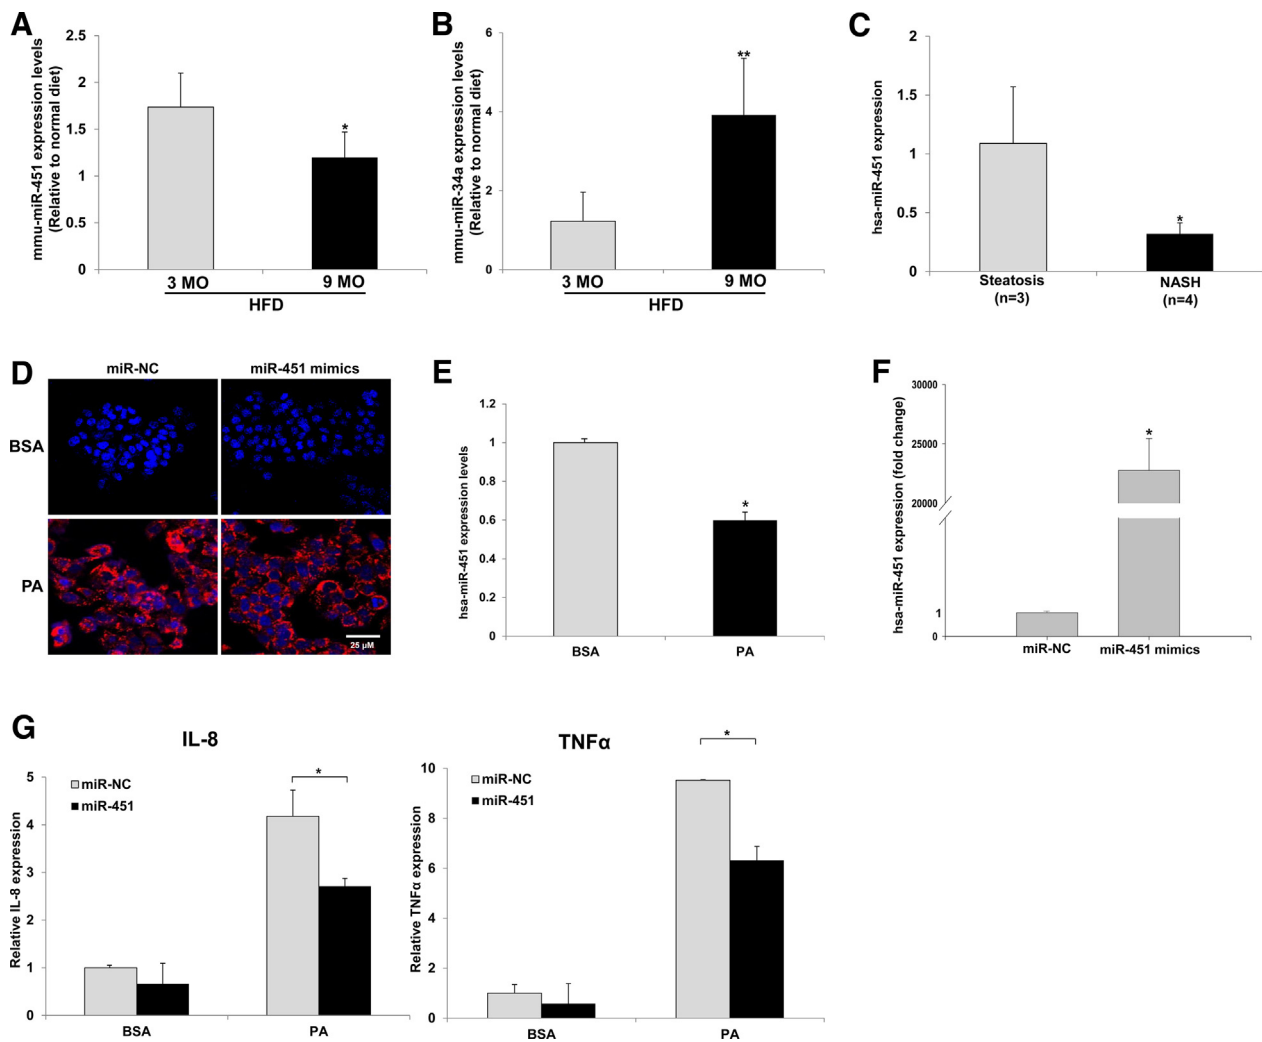 A
mmu-miR-451 expression levels
(Relative to normal diet)
2.5
2
1.5
1
0.5
0
*
3 MO
9 MO
HFD
B
mmu-miR-34a expression levels
(Relative to normal diet)
6
4
2
0
**
3 MO
9 MO
HFD
C
hsa-miR-451 expression
2
1.5
1
0.5
0
*
Steatosis
(n=3)
NASH
(n=4)
D
miR-NC
miR-451 mimics
BSA
PA
25 µM
E
hsa-miR-451 expression levels
1.2
1
0.8
0.6
0.4
0.2
0
*
BSA
PA
F
hsa-miR-451 expression (fold change)
30000
25000
20000
1
0
*
miR-NC
miR-451 mimics
G
IL-8
Relative IL-8 expression
5
4
3
2
1
0
miR-NC
miR-451
*
BSA
PA
TNFα
Relative TNFα expression
10
8
6
4
2
0
miR-NC
miR-451
*
BSA
PA